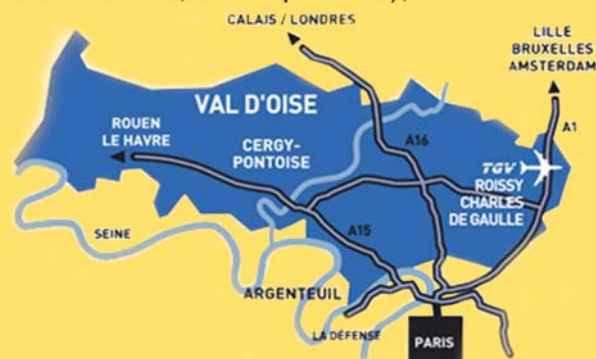 CALAIS / LONDRES
LILLE
BRUXELLES
AMSTERDAM
VAL D'OISE
ROUEN
LE HAVRE
CERGY-
PONTOISE
A16
A1
TGV
ROISSY
CHARLES
DE GAULLE
SEINE
A15
ARGENTEUIL
LA DÉFENSE
PARIS